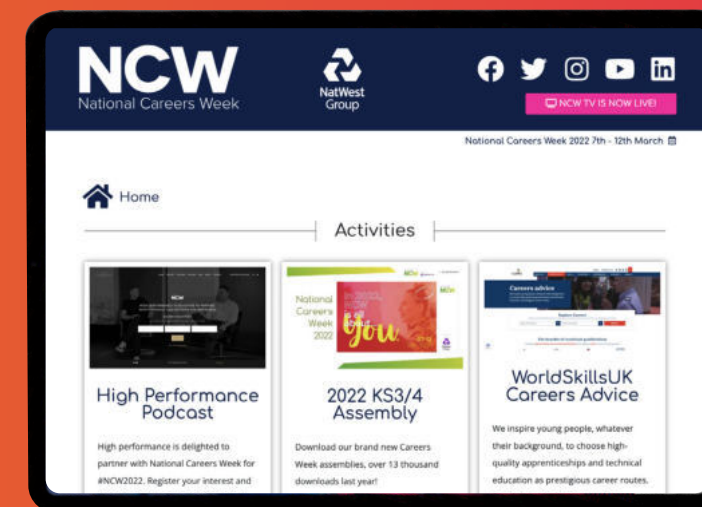 NCW
National Careers Week
NatWest
Group
NCW TV IS NOW LIVE!
National Careers Week 2022 7th - 12th March
Home
Activities
NCW
High Performance
Podcast
High performance is delighted to
partner with National Careers Week for
#NCW2022. Register your interest and
National
Careers
Week
2022
You
2022 KS3/4
Assembly
Download our brand new Careers
Week assemblies, over 13 thousand
downloads last year!
Careers advice
WorldSkillsUK
Careers Advice
We inspire young people, whatever
their background, to choose high-
quality apprenticeships and technical
education as prestigious career routes.